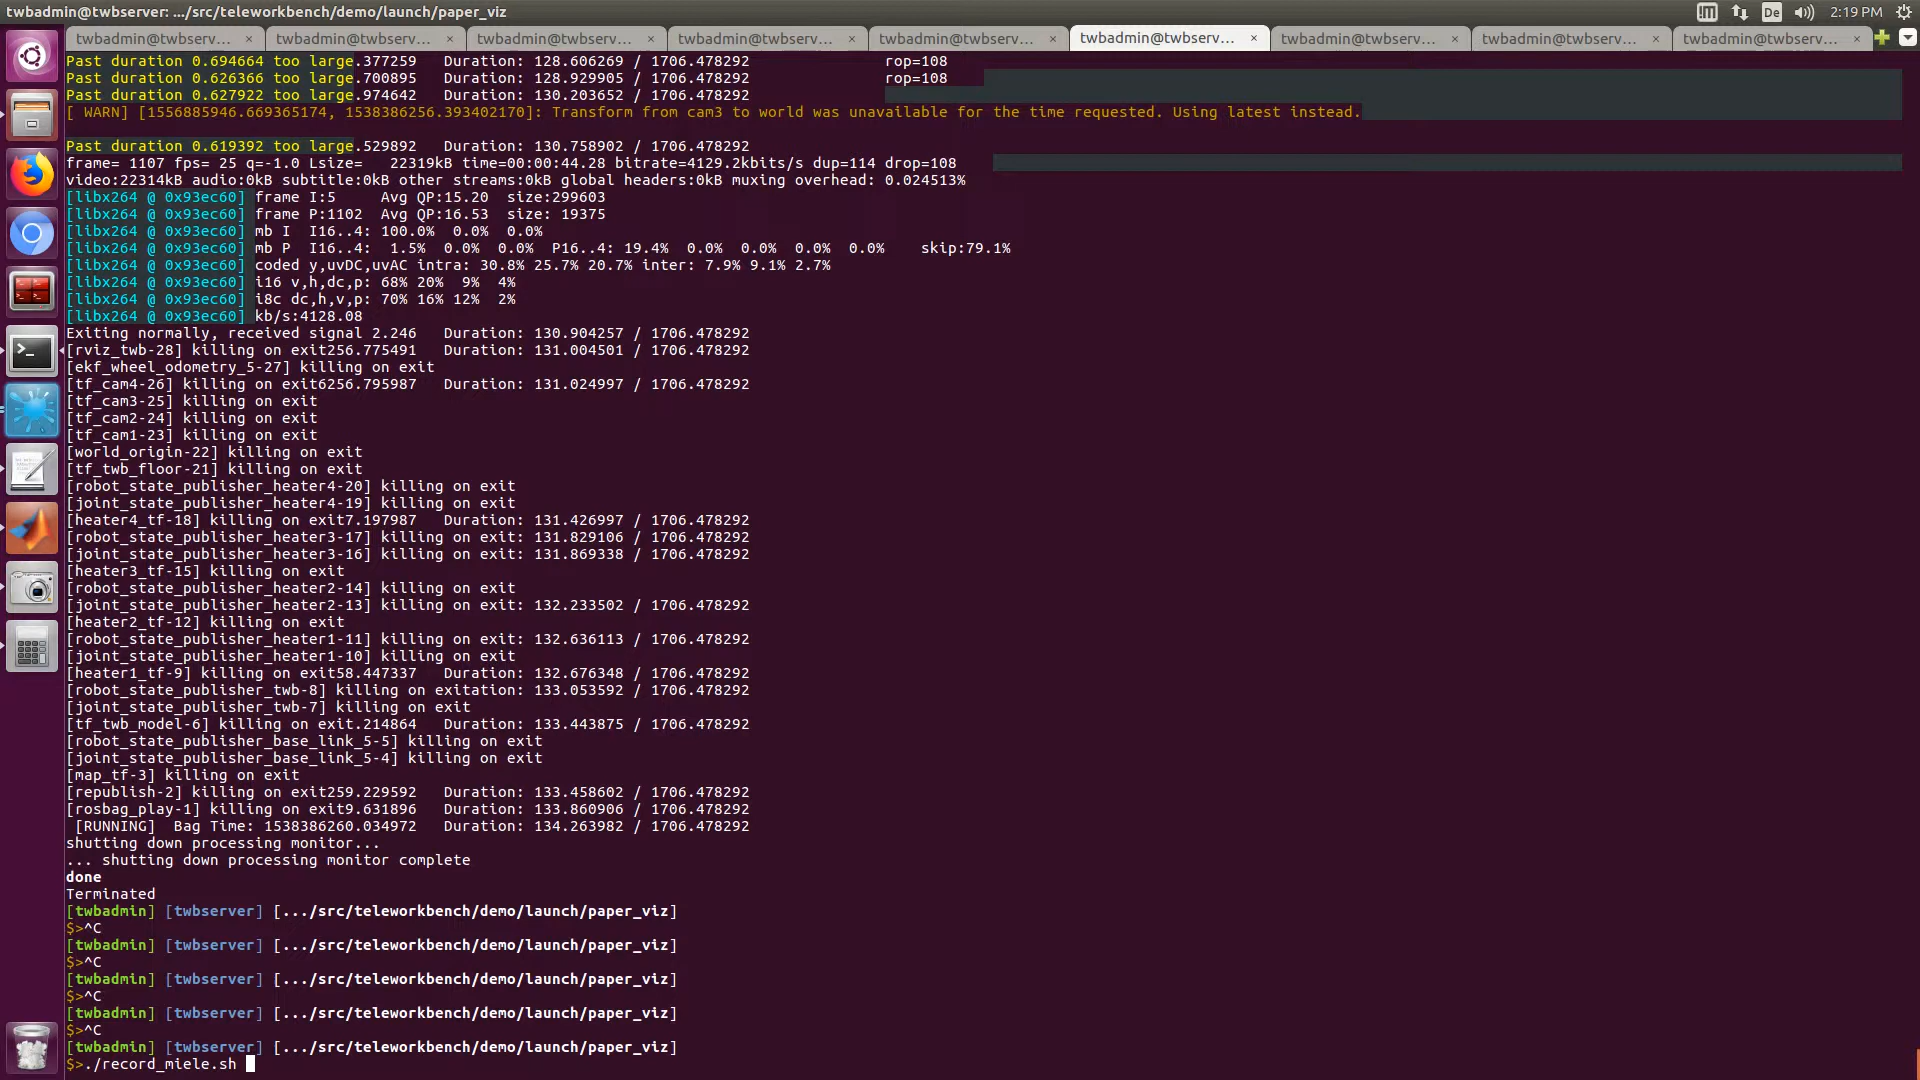 twbadmin@twbserver: .../src/teleworkbench/demo/launch/paper_viz
De
2:19 PM
twbadmin@twbserv... × twbadmin@twbserv... × twbadmin@twbserv... × twbadmin@twbserv... × twbadmin@twbserv... × twbadmin@twbserv... × twbadmin@twbserv... × twbadmin@twbserv... × twbadmin@twbserv... ×
Past duration 0.694664 too large.377259   Duration: 128.606269 / 1706.478292               rop=108
Past duration 0.626366 too large.700895   Duration: 128.929905 / 1706.478292               rop=108
Past duration 0.627922 too large.974642   Duration: 130.203652 / 1706.478292
[ WARN] [1556885946.669365174, 1538386256.393402170]: Transform from cam3 to world was unavailable for the time requested. Using latest instead.
Past duration 0.619392 too large.529892   Duration: 130.758902 / 1706.478292
frame= 1107 fps= 25 q=-1.0 Lsize=   22319kB time=00:00:44.28 bitrate=4129.2kbits/s dup=114 drop=108
video:22314kB audio:0kB subtitle:0kB other streams:0kB global headers:0kB muxing overhead: 0.024513%
[libx264 @ 0x93ec60] frame I:5     Avg QP:15.20  size:299603
[libx264 @ 0x93ec60] frame P:1102  Avg QP:16.53  size: 19375
[libx264 @ 0x93ec60] mb I  I16..4: 100.0%  0.0%  0.0%
[libx264 @ 0x93ec60] mb P  I16..4:  1.5%  0.0%  0.0%  P16..4: 19.4%  0.0%  0.0%  0.0%  0.0%    skip:79.1%
[libx264 @ 0x93ec60] coded y,uvDC,uvAC intra: 30.8% 25.7% 20.7% inter: 7.9% 9.1% 2.7%
[libx264 @ 0x93ec60] i16 v,h,dc,p: 68% 20%  9%  4%
[libx264 @ 0x93ec60] i8c dc,h,v,p: 70% 16% 12%  2%
[libx264 @ 0x93ec60] kb/s:4128.08
Exiting normally, received signal 2.246   Duration: 130.904257 / 1706.478292
[rviz_twb-28] killing on exit256.775491   Duration: 131.004501 / 1706.478292
[ekf_wheel_odometry_5-27] killing on exit
[tf_cam4-26] killing on exit6256.795987   Duration: 131.024997 / 1706.478292
[tf_cam3-25] killing on exit
[tf_cam2-24] killing on exit
[tf_cam1-23] killing on exit
[world_origin-22] killing on exit
[tf_twb_floor-21] killing on exit
[robot_state_publisher_heater4-20] killing on exit
[joint_state_publisher_heater4-19] killing on exit
[heater4_tf-18] killing on exit7.197987   Duration: 131.426997 / 1706.478292
[robot_state_publisher_heater3-17] killing on exit: 131.829106 / 1706.478292
[joint_state_publisher_heater3-16] killing on exit: 131.869338 / 1706.478292
[heater3_tf-15] killing on exit
[robot_state_publisher_heater2-14] killing on exit
[joint_state_publisher_heater2-13] killing on exit: 132.233502 / 1706.478292
[heater2_tf-12] killing on exit
[robot_state_publisher_heater1-11] killing on exit: 132.636113 / 1706.478292
[joint_state_publisher_heater1-10] killing on exit
[heater1_tf-9] killing on exit58.447337   Duration: 132.676348 / 1706.478292
[robot_state_publisher_twb-8] killing on exitation: 133.053592 / 1706.478292
[joint_state_publisher_twb-7] killing on exit
[tf_twb_model-6] killing on exit.214864   Duration: 133.443875 / 1706.478292
[robot_state_publisher_base_link_5-5] killing on exit
[joint_state_publisher_base_link_5-4] killing on exit
[map_tf-3] killing on exit
[republish-2] killing on exit259.229592   Duration: 133.458602 / 1706.478292
[rosbag_play-1] killing on exit9.631896   Duration: 133.860906 / 1706.478292
 [RUNNING]  Bag Time: 1538386260.034972   Duration: 134.263982 / 1706.478292
shutting down processing monitor...
... shutting down processing monitor complete
done
Terminated
[twbadmin] [twbserver] [.../src/teleworkbench/demo/launch/paper_viz]
$>^C
[twbadmin] [twbserver] [.../src/teleworkbench/demo/launch/paper_viz]
$>^C
[twbadmin] [twbserver] [.../src/teleworkbench/demo/launch/paper_viz]
$>^C
[twbadmin] [twbserver] [.../src/teleworkbench/demo/launch/paper_viz]
$>^C
[twbadmin] [twbserver] [.../src/teleworkbench/demo/launch/paper_viz]
$>./record_miele.sh